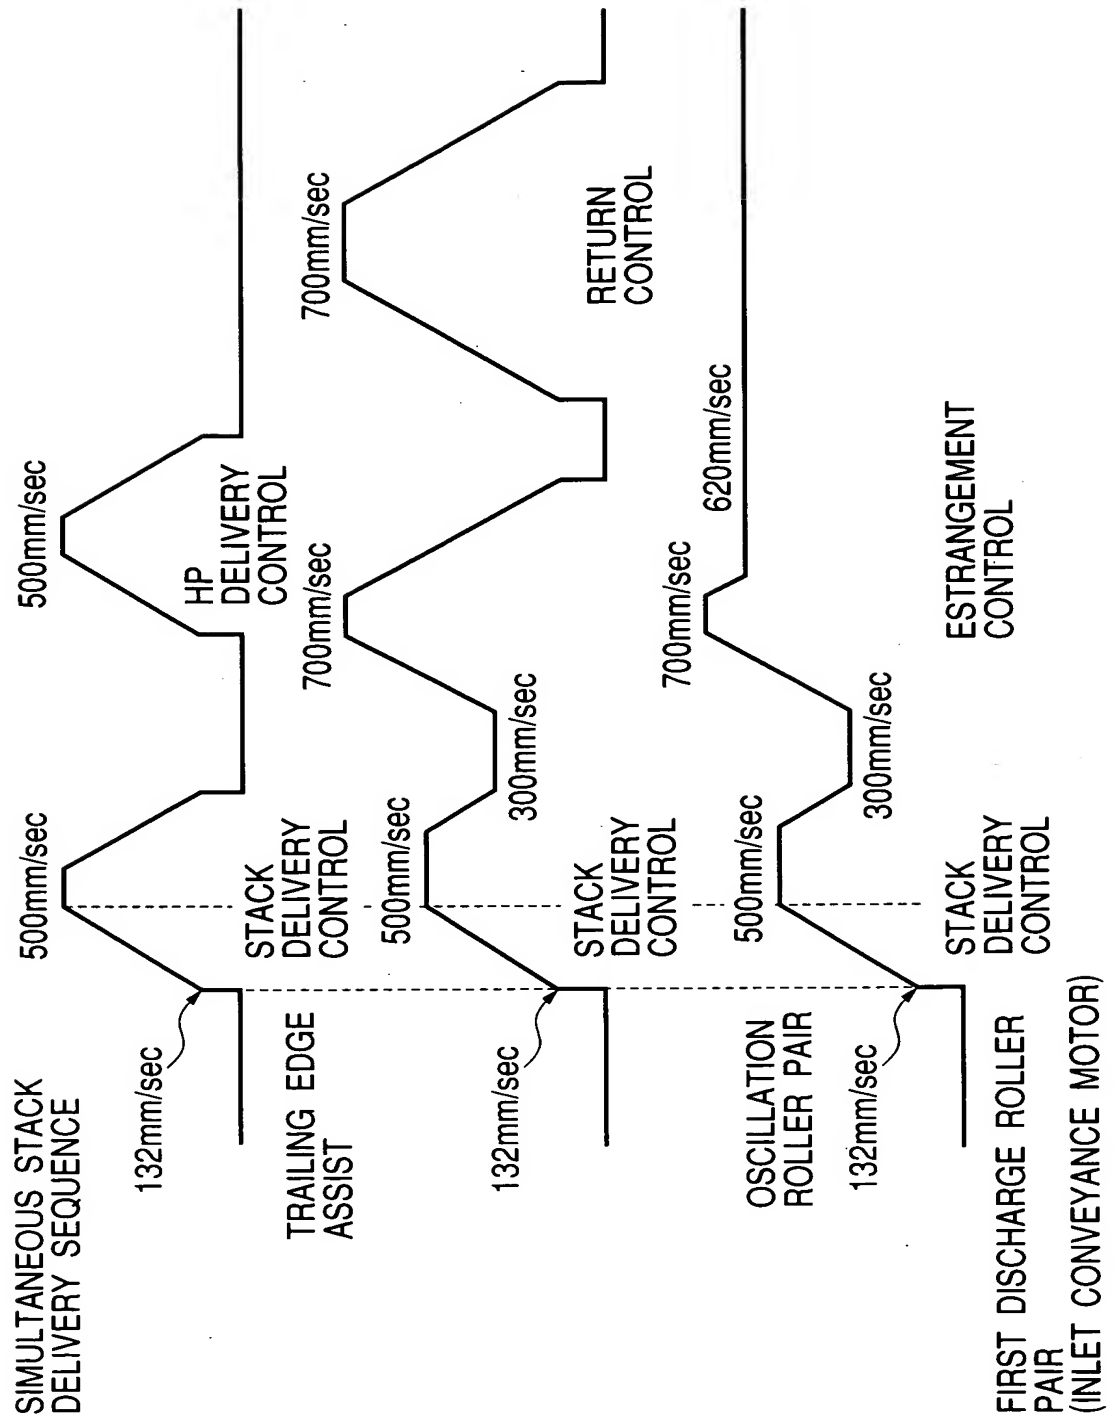 SIMULTANEOUS STACK
DELIVERY SEQUENCE
132mm/sec
500mm/sec
500mm/sec
TRAILING EDGE
ASSIST
STACK
DELIVERY
CONTROL
HP
DELIVERY
CONTROL
132mm/sec
500mm/sec
300mm/sec
700mm/sec
700mm/sec
OSCILLATION
ROLLER PAIR
STACK
DELIVERY
CONTROL
RETURN
CONTROL
132mm/sec
500mm/sec
300mm/sec
700mm/sec
620mm/sec
FIRST DISCHARGE ROLLER
PAIR
(INLET CONVEYANCE MOTOR)
STACK
DELIVERY
CONTROL
ESTRANGEMENT
CONTROL